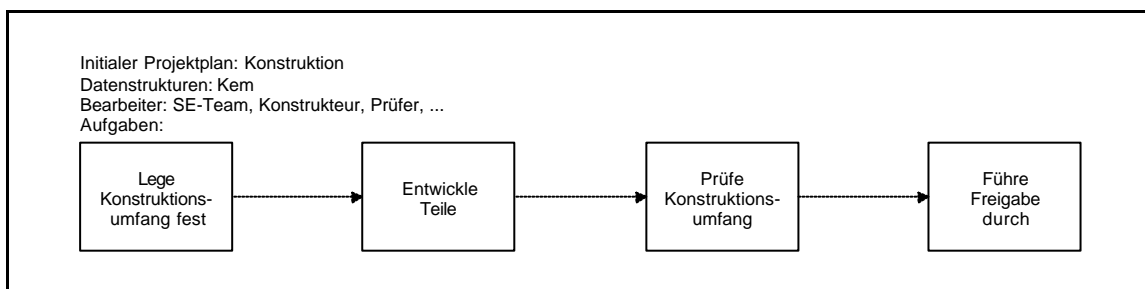 Initialer Projektplan: Konstruktion
Datenstrukturen: Kem
Bearbeiter: SE-Team, Konstrukteur, Prüfer, ...
Aufgaben:
Lege
Konstruktions-
umfang fest
Entwickle
Teile
Prüfe
Konstruktions-
umfang
Führe
Freigabe
durch